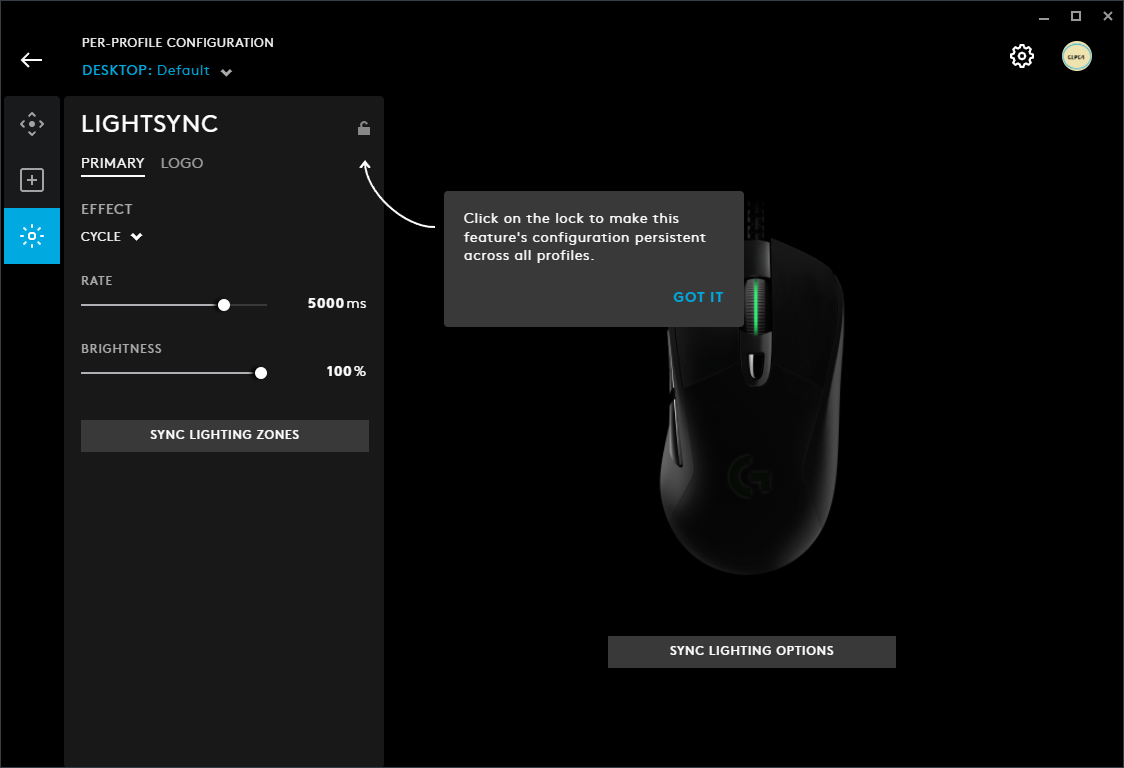 PER-PROFILE CONFIGURATION
DESKTOP: Default
LIGHTSYNC
PRIMARY LOGO
EFFECT
CYCLE
RATE
5000 ms
BRIGHTNESS
100 %
SYNC LIGHTING ZONES
Click on the lock to make this
feature's configuration persistent
across all profiles.
GOT IT
SYNC LIGHTING OPTIONS